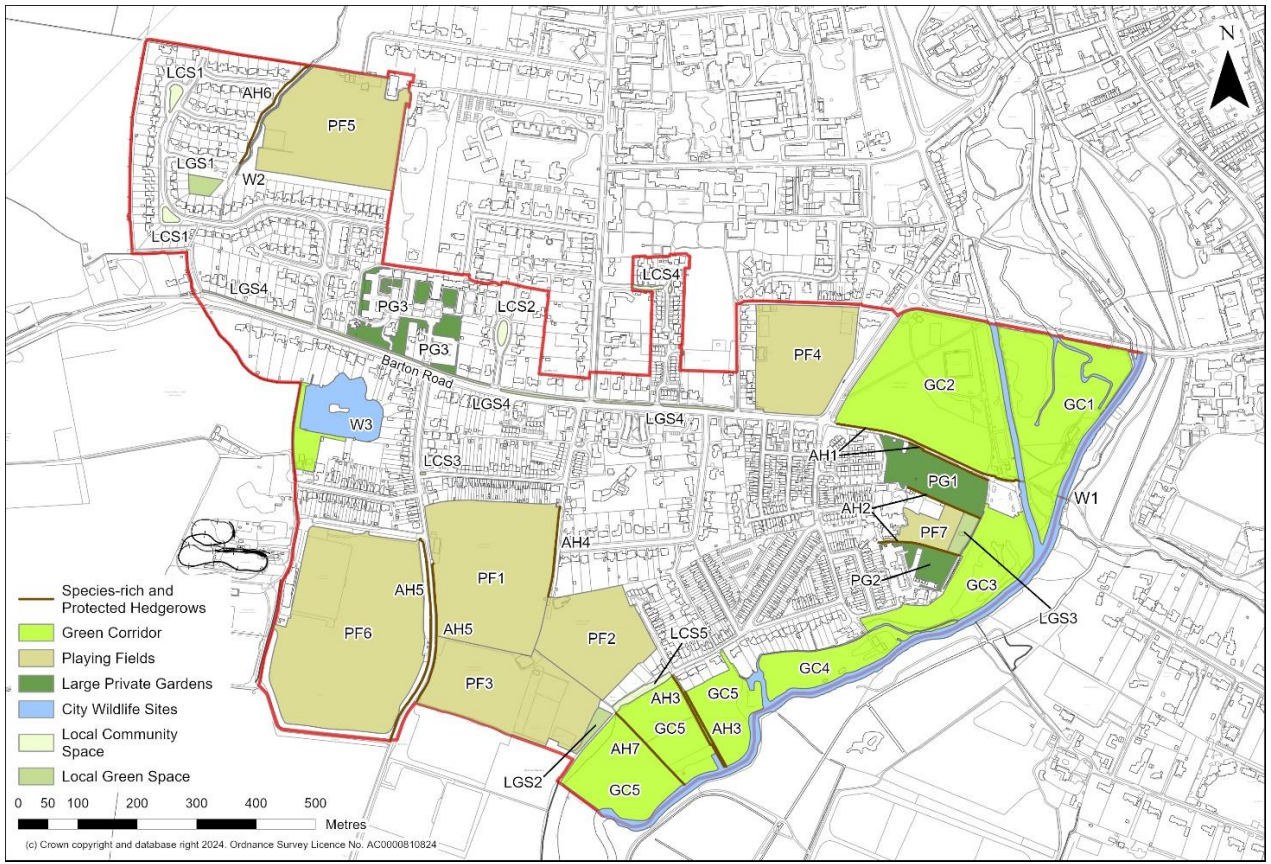 N
LCS1
AH6
PF5
LGS1
W2
LCS1
LGS4
LCS4
PG3
LCS2
PG3
PF4
GC2
GC1
Barton Road
LGS4
LGS4
W3
AH1
LCS3
PG1
W1
AH2
PF7
AH4
PG2
GC3
PF1
AH5
LGS3
AH5
PF6
PF2
LCS5
GC4
PF3
AH3
GC5
GC5
AH3
AH7
LGS2
GC5
Species-rich and
Protected Hedgerows
Green Corridor
Playing Fields
Large Private Gardens
City Wildlife Sites
Local Community
Space
Local Green Space
0 50 100 200 300 400 500
Metres
(c) Crown copyright and database right 2024. Ordnance Survey Licence No. AC0000810824